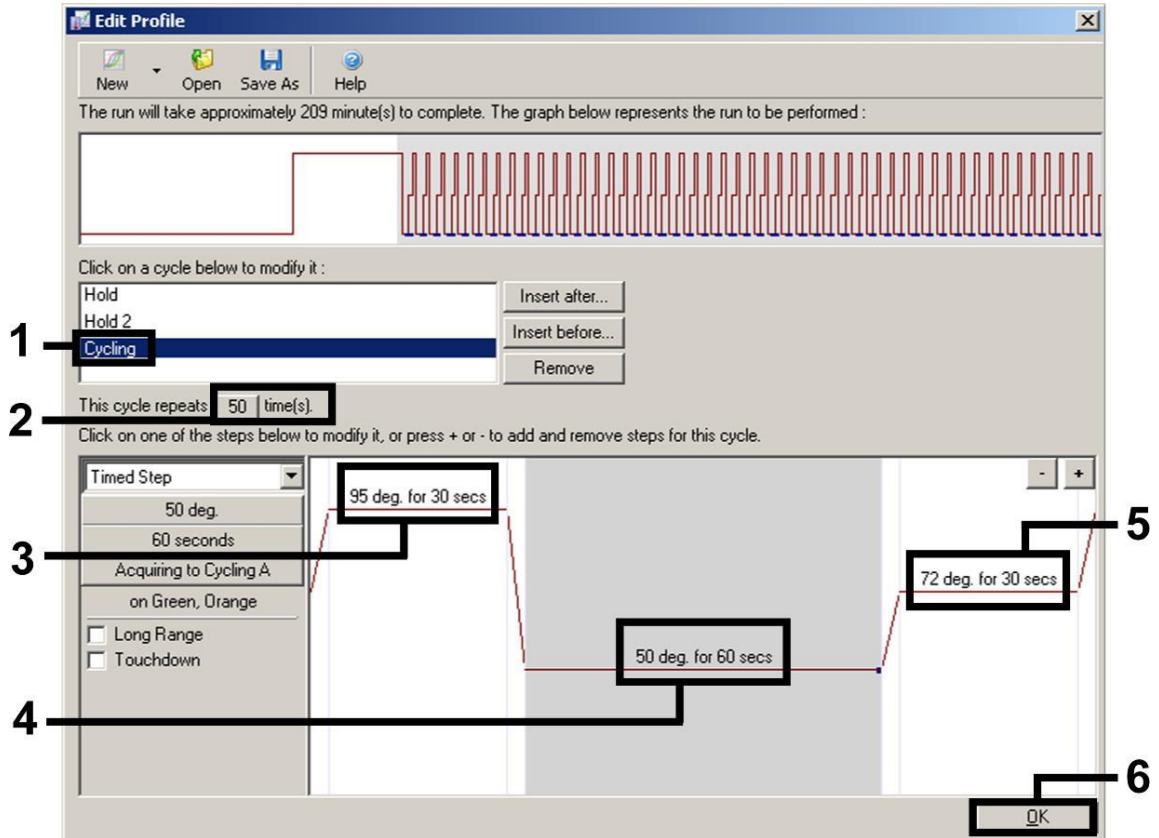 Edit Profile
New Open Save As Help
The run will take approximately 209 minute(s) to complete. The graph below represents the run to be performed :
Click on a cycle below to modify it :
Hold
Insert after...
Hold 2
Insert before...
1
Cycling
Remove
2
This cycle repeats 50 time(s).
Click on one of the steps below to modify it, or press + or - to add and remove steps for this cycle.
Timed Step
- +
50 deg.
95 deg. for 30 secs
60 seconds
3
5
Acquiring to Cycling A
72 deg. for 30 secs
on Green, Orange
Long Range
Touchdown
50 deg. for 60 secs
4
6
OK